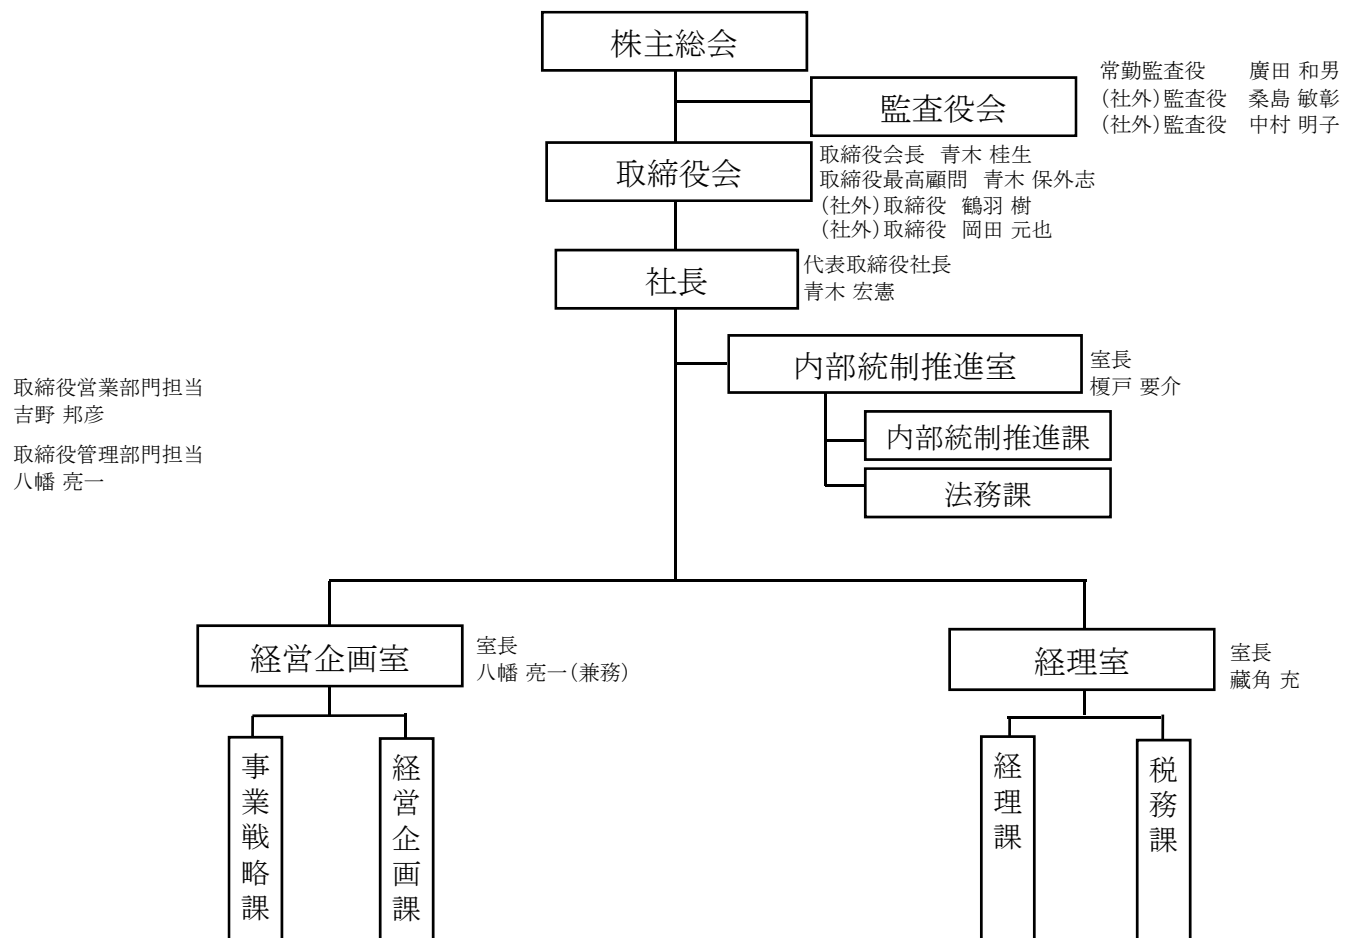 株主総会
監査役会
常勤監査役 廣田 和男
(社外)監査役 桑島 敏彰
(社外)監査役 中村 明子
取締役会
取締役会長 青木 桂生
取締役最高顧問 青木 保外志
(社外)取締役 鶴羽 樹
(社外)取締役 岡田 元也
社長
代表取締役社長
青木 宏憲
内部統制推進室
室長
榎戸 要介
取締役営業部門担当
吉野 邦彦
取締役管理部門担当
八幡 亮一
内部統制推進課
法務課
経営企画室
室長
八幡 亮一(兼務)
経理室
室長
藏角 充
事業戦略課
経営企画課
経理課
税務課